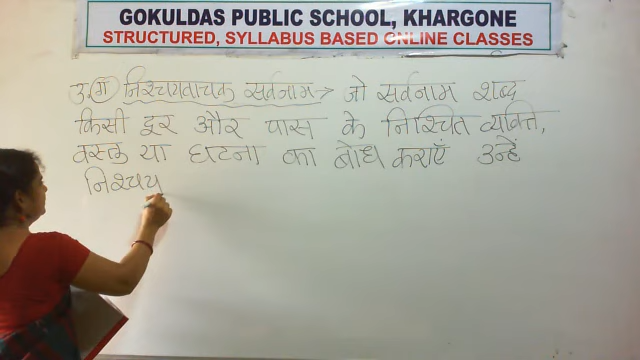 GOKULDAS PUBLIC SCHOOL, KHARGONE
STRUCTURED, SYLLABUS BASED ONLINE CLASSES
उ. ग निश्चयवाचक सर्वनाम → जो सर्वनाम शब्द
किसी दूर और पास के निश्चित व्यक्ति,
वस्तु या घटना का बोध कराएँ उन्हें
निश्चय